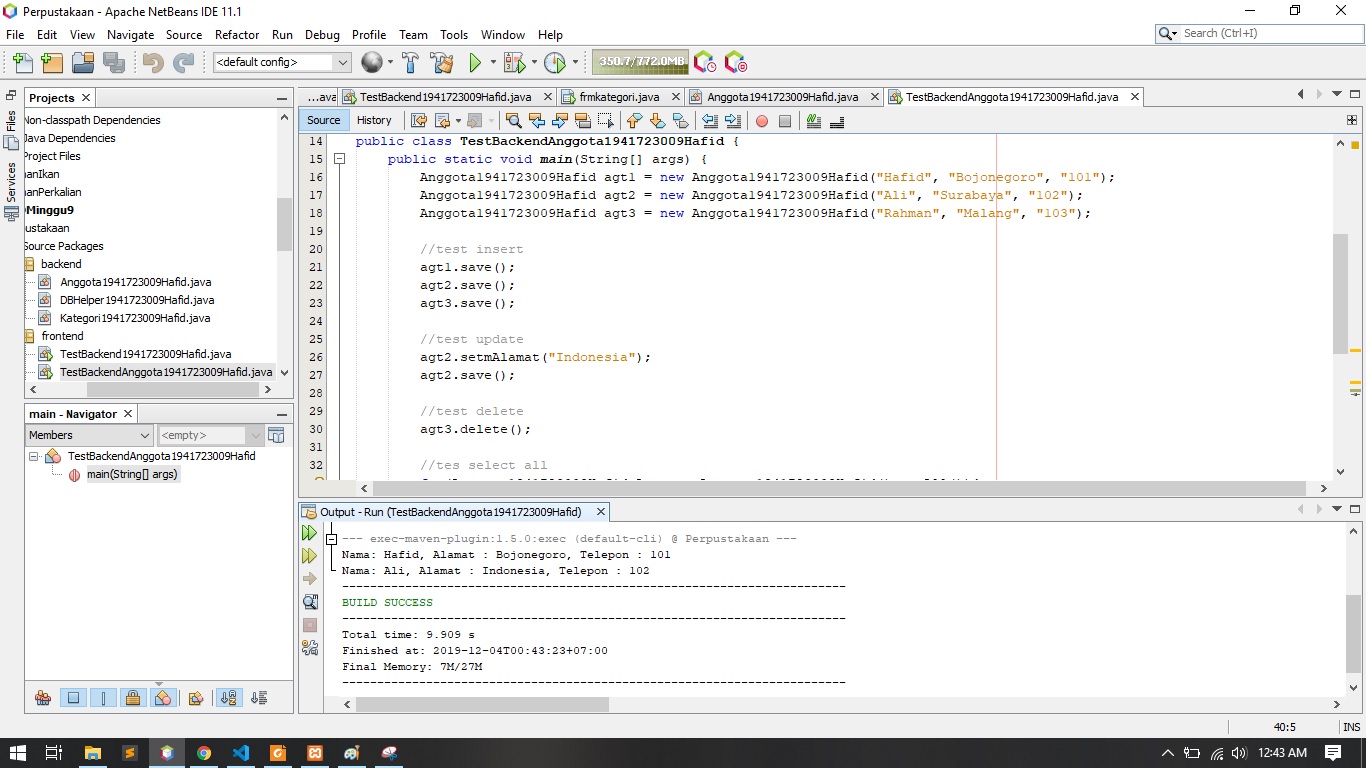 Perpustakaan - Apache NetBeans IDE 11.1
File Edit View Navigate Source Refactor Run Debug Profile Team Tools Window Help
Search (Ctrl+I)
<default config>
350.7/772.0MB
Files
Services
Projects
Non-classpath Dependencies
Java Dependencies
Project Files
anIkan
anPerkalian
Minggu9
ustakaan
Source Packages
backend
Anggota1941723009Hafid.java
DBHelper1941723009Hafid.java
Kategori1941723009Hafid.java
frontend
TestBackend1941723009Hafid.java
TestBackendAnggota1941723009Hafid.java
main - Navigator
Members
<empty>
TestBackendAnggota1941723009Hafid
main(String[] args)
...ava TestBackend1941723009Hafid.java frmkategori.java Anggota1941723009Hafid.java TestBackendAnggota1941723009Hafid.java
Source History
14 public class TestBackendAnggota1941723009Hafid {
15 public static void main(String[] args) {
16 Anggota1941723009Hafid agt1 = new Anggota1941723009Hafid("Hafid", "Bojonegoro", "101");
17 Anggota1941723009Hafid agt2 = new Anggota1941723009Hafid("Ali", "Surabaya", "102");
18 Anggota1941723009Hafid agt3 = new Anggota1941723009Hafid("Rahman", "Malang", "103");
19
20 //test insert
21 agt1.save();
22 agt2.save();
23 agt3.save();
24
25 //test update
26 agt2.setmAlamat("Indonesia");
27 agt2.save();
28
29 //test delete
30 agt3.delete();
31
32 //tes select all
Output - Run (TestBackendAnggota1941723009Hafid)
--- exec-maven-plugin:1.5.0:exec (default-cli) @ Perpustakaan ---
Nama: Hafid, Alamat : Bojonegoro, Telepon : 101
Nama: Ali, Alamat : Indonesia, Telepon : 102
------------------------------------------------------------------------
BUILD SUCCESS
------------------------------------------------------------------------
Total time: 9.909 s
Finished at: 2019-12-04T00:43:23+07:00
Final Memory: 7M/27M
------------------------------------------------------------------------
40:5 INS
12:43 AM